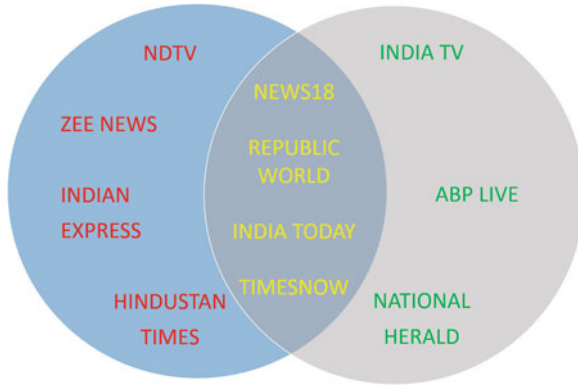 NDTV
ZEE NEWS
INDIAN
EXPRESS
HINDUSTAN
TIMES
NEWS18
REPUBLIC
WORLD
INDIA TODAY
TIMESNOW
INDIA TV
ABP LIVE
NATIONAL
HERALD